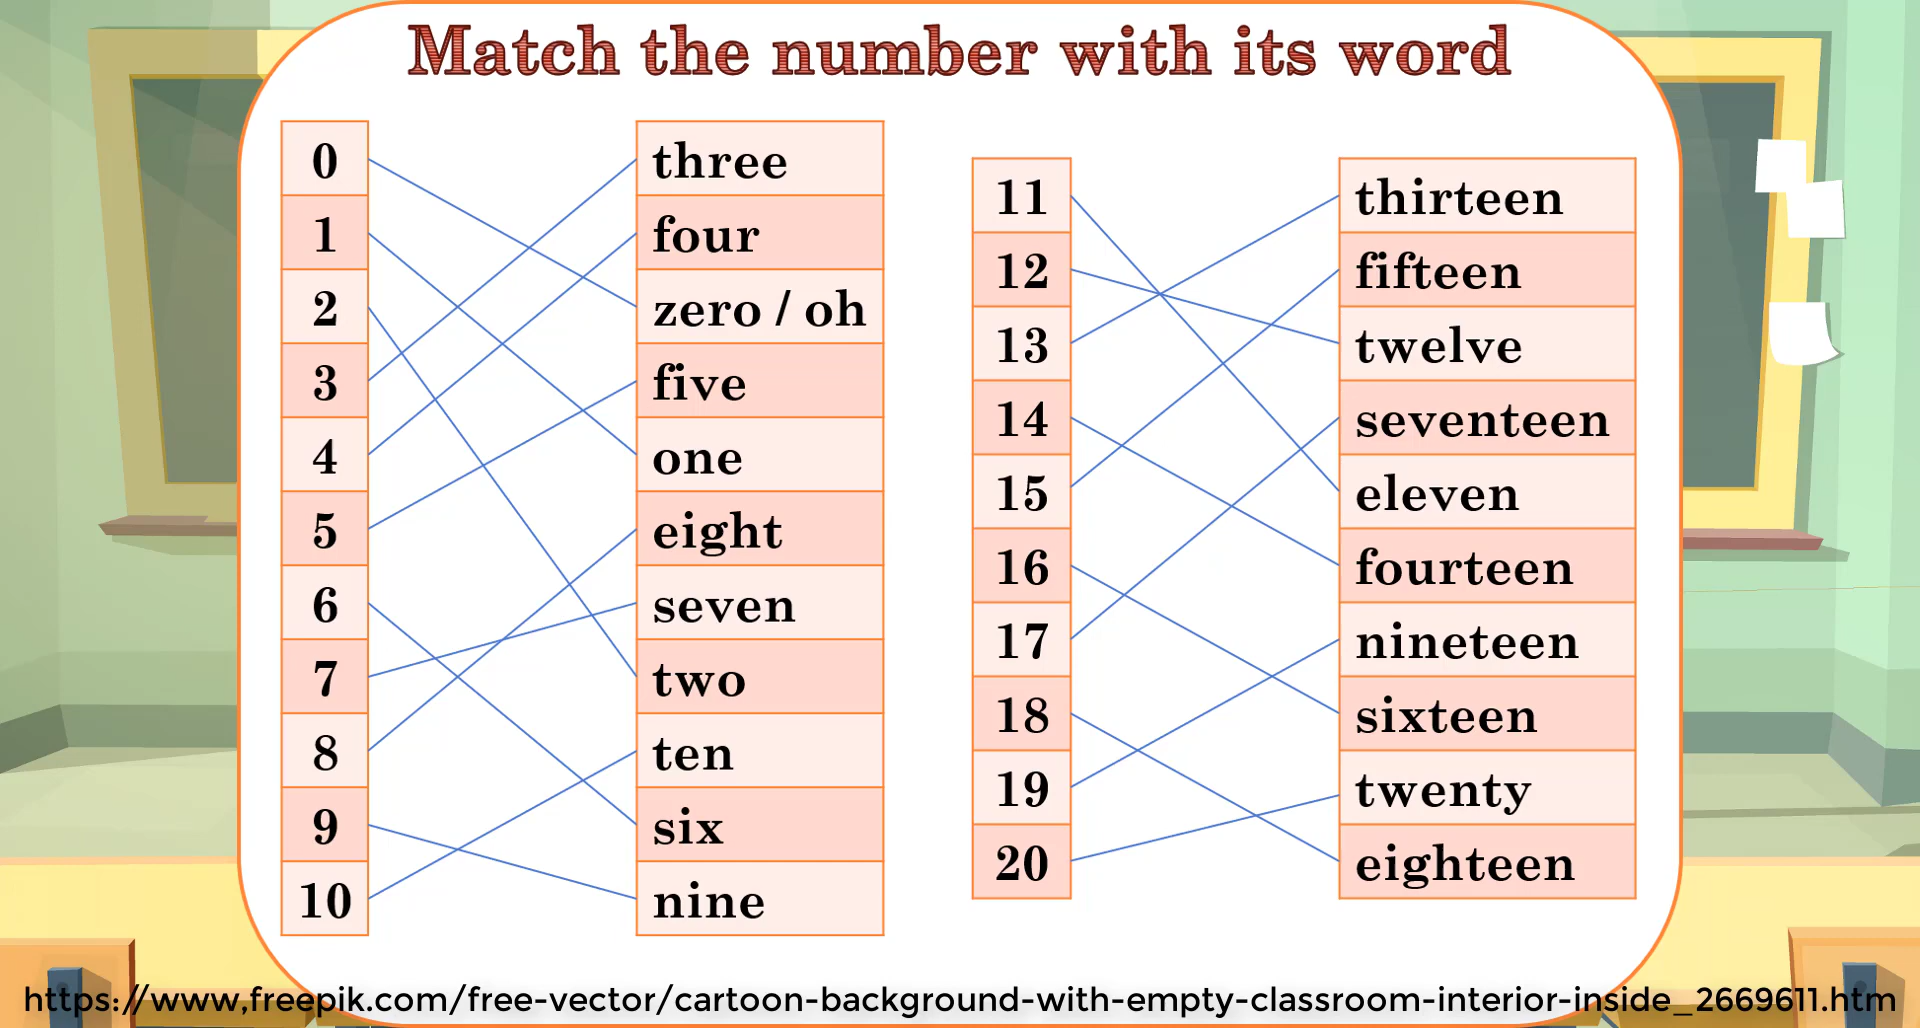 Match the number with its word
0
1
2
3
4
5
6
7
8
9
10
three
four
zero / oh
five
one
eight
seven
two
ten
six
nine
11
12
13
14
15
16
17
18
19
20
thirteen
fifteen
twelve
seventeen
eleven
fourteen
nineteen
sixteen
twenty
eighteen
https://www,freepik.com/free-vector/cartoon-background-with-empty-classroom-interior-inside_2669611.htm